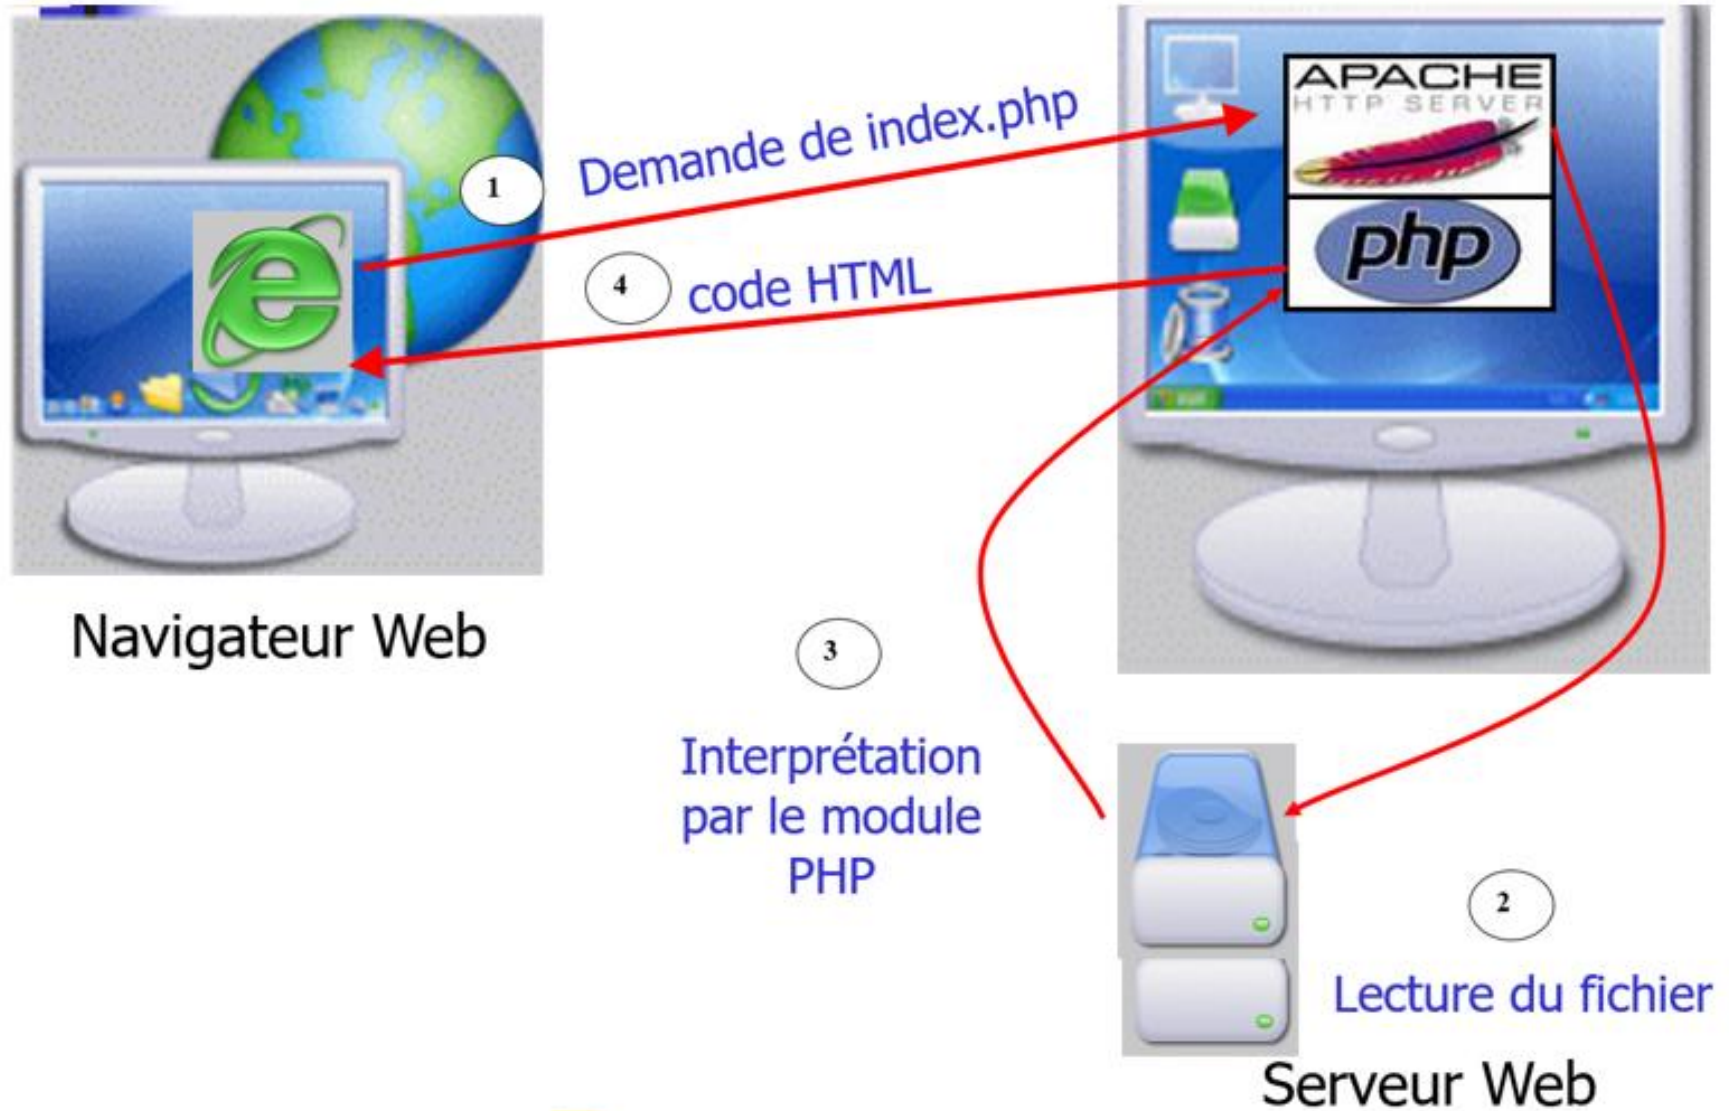 APACHE
HTTP SERVER
php
1
Demande de index.php
4
code HTML
Navigateur Web
3
Interprétation
par le module
PHP
2
Lecture du fichier
Serveur Web